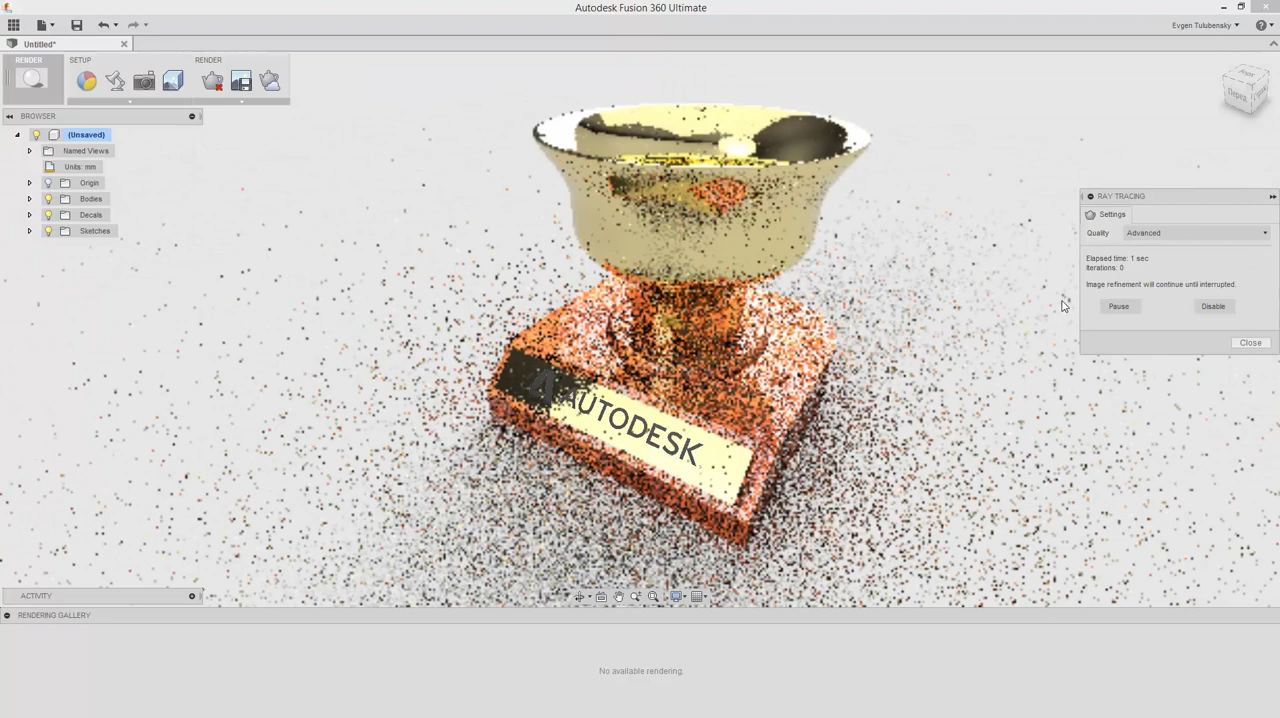 Autodesk Fusion 360 Ultimate
Evgen Tulubensky
Untitled*
RENDER
SETUP
RENDER
BROWSER
(Unsaved)
Named Views
Units: mm
Origin
Bodies
Decals
Sketches
AUTODESK
RAY TRACING
Settings
Quality Advanced
Elapsed time: 1 sec
Iterations: 0
Image refinement will continue until interrupted.
Pause Disable
Close
ACTIVITY
RENDERING GALLERY
No available rendering.